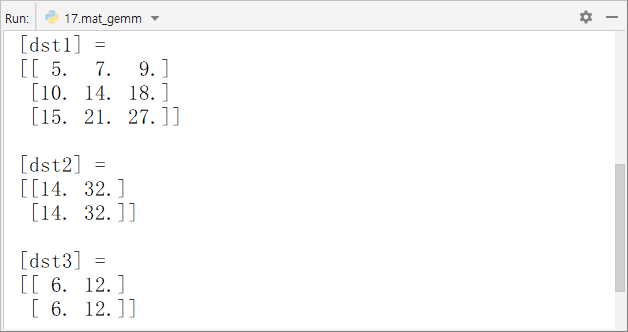 Run: 17.mat_gemm
[dst1] =
[[ 5.   7.   9.]
 [10. 14. 18.]
 [15. 21. 27.]]
[dst2] =
[[14. 32.]
 [14. 32.]]
[dst3] =
[[ 6. 12.]
 [ 6. 12.]]